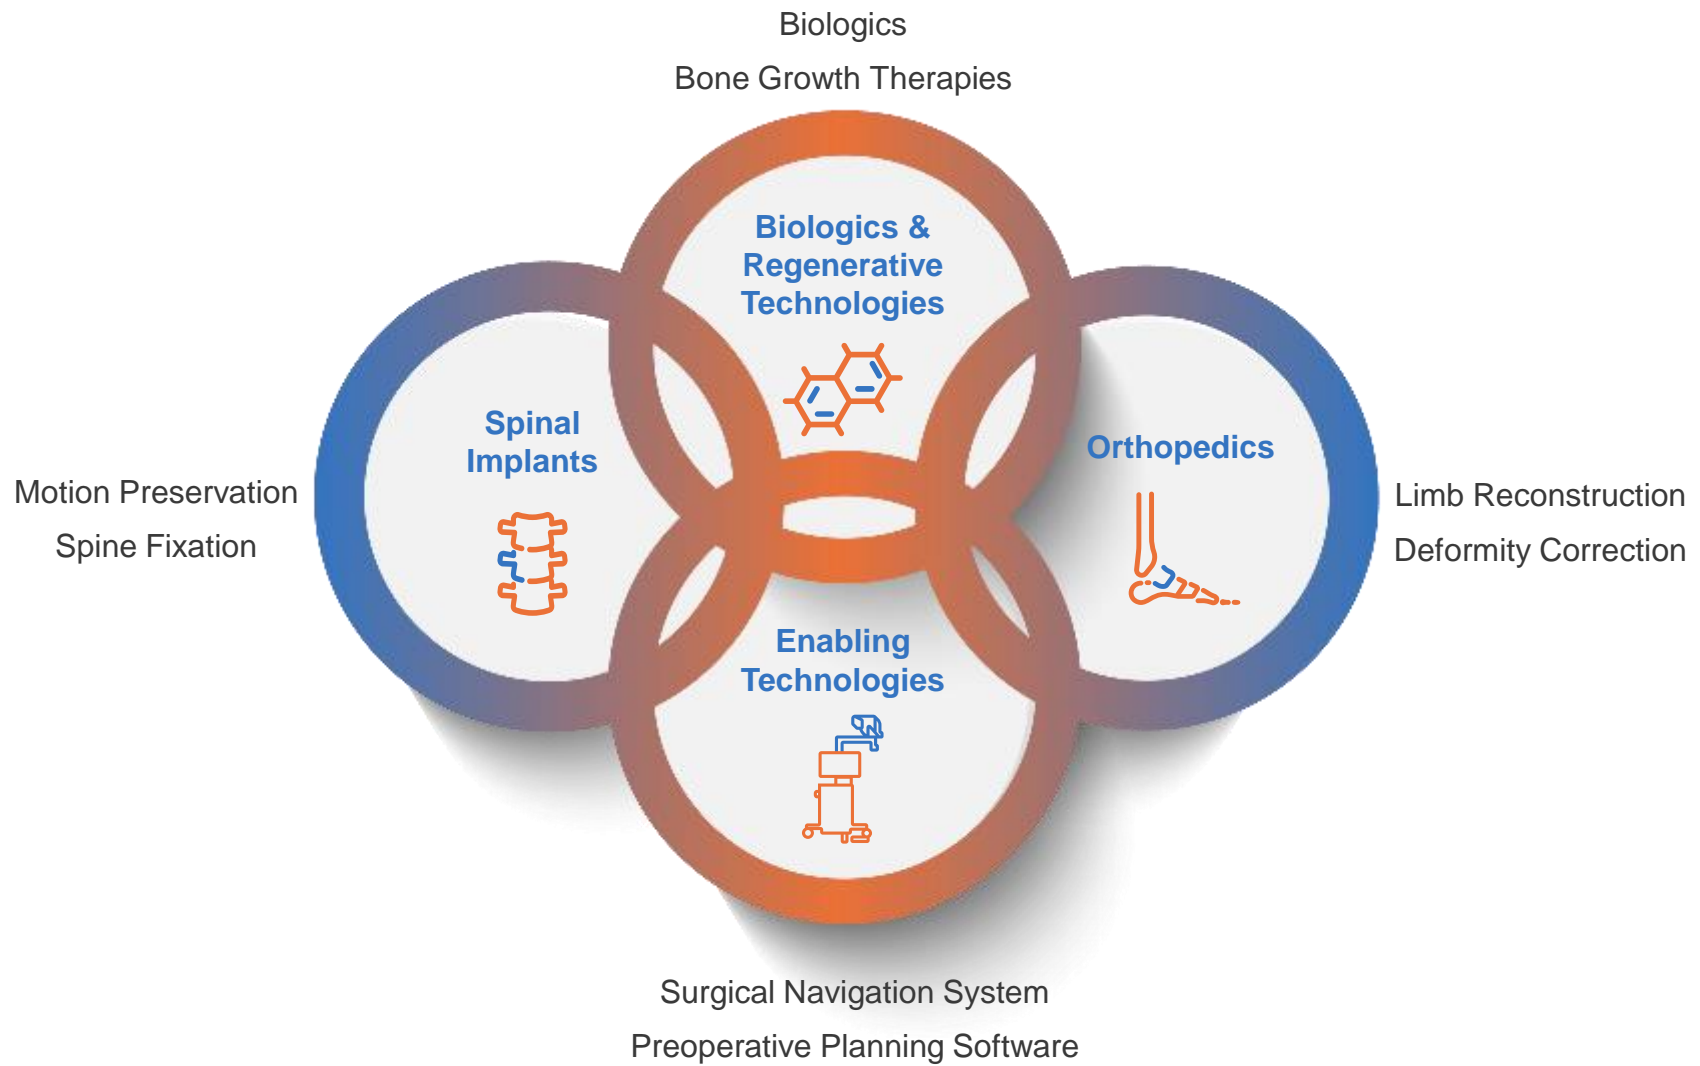 Biologics
Bone Growth Therapies
Biologics &
Regenerative
Technologies
Spinal
Implants
Motion Preservation
Spine Fixation
Orthopedics
Limb Reconstruction
Deformity Correction
Enabling
Technologies
Surgical Navigation System
Preoperative Planning Software